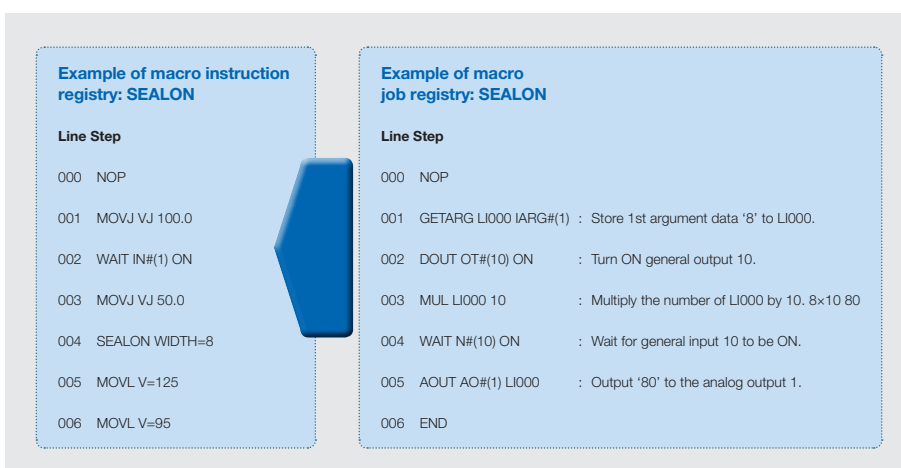 Example of macro instruction
registry: SEALON
Line Step
000 NOP
001 MOVJ VJ 100.0
002 WAIT IN#(1) ON
003 MOVJ VJ 50.0
004 SEALON WIDTH=8
005 MOVL V=125
006 MOVL V=95
Example of macro
job registry: SEALON
Line Step
000 NOP
001 GETARG LI000 IARG#(1) : Store 1st argument data ‘8’ to LI000.
002 DOUT OT#(10) ON : Turn ON general output 10.
003 MUL LI000 10 : Multiply the number of LI000 by 10. 8×10 80
004 WAIT N#(10) ON : Wait for general input 10 to be ON.
005 AOUT AO#(1) LI000 : Output ‘80’ to the analog output 1.
006 END